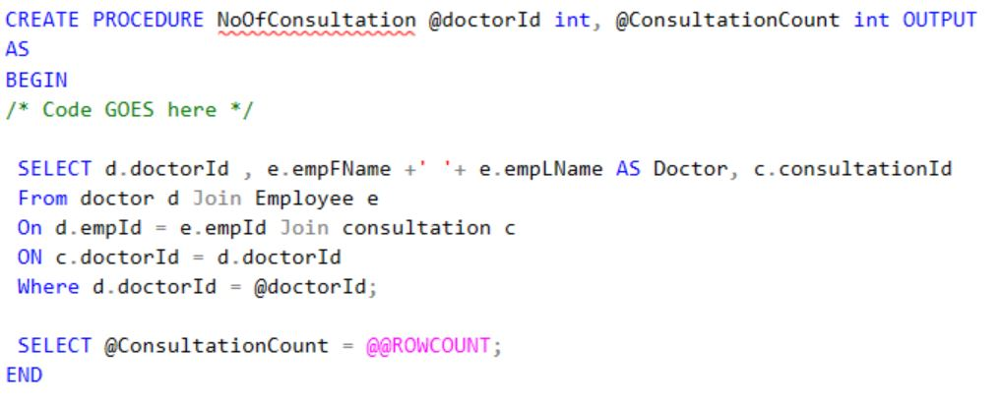 CREATE PROCEDURE NoOfConsultation @doctorId int, @ConsultationCount int OUTPUT
AS
BEGIN
/* Code GOES here */
SELECT d.doctorId , e.empFName +' '+ e.empLName AS Doctor, c.consultationId
From doctor d Join Employee e
On d.empId = e.empId Join consultation c
ON c.doctorId = d.doctorId
Where d.doctorId = @doctorId;
SELECT @ConsultationCount = @@ROWCOUNT;
END